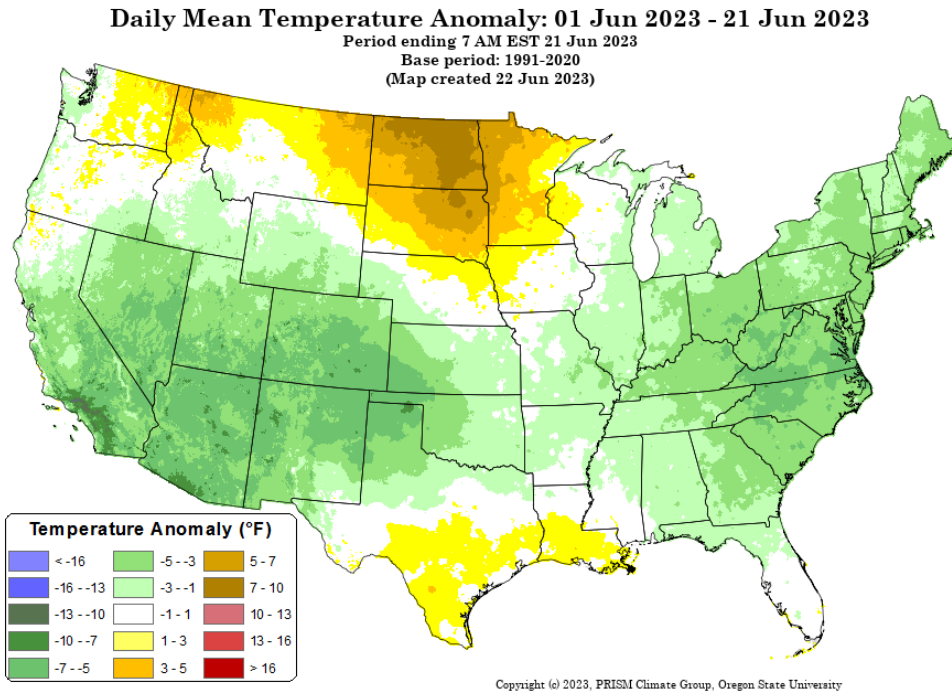 Daily Mean Temperature Anomaly: 01 Jun 2023 - 21 Jun 2023
Period ending 7 AM EST 21 Jun 2023
Base period: 1991-2020
(Map created 22 Jun 2023)
Temperature Anomaly (°F)
< -16 -5 - -3 5 - 7
-16 - -13 -3 - -1 7 - 10
-13 - -10 -1 - 1 10 - 13
-10 - -7 1 - 3 13 - 16
-7 - -5 3 - 5 > 16
Copyright (c) 2023, PRISM Climate Group, Oregon State University